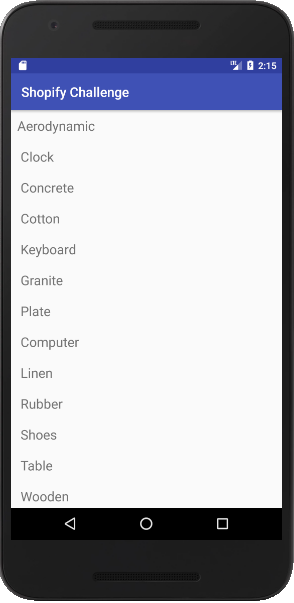 2:15
Shopify Challenge
Aerodynamic
Clock
Concrete
Cotton
Keyboard
Granite
Plate
Computer
Linen
Rubber
Shoes
Table
Wooden